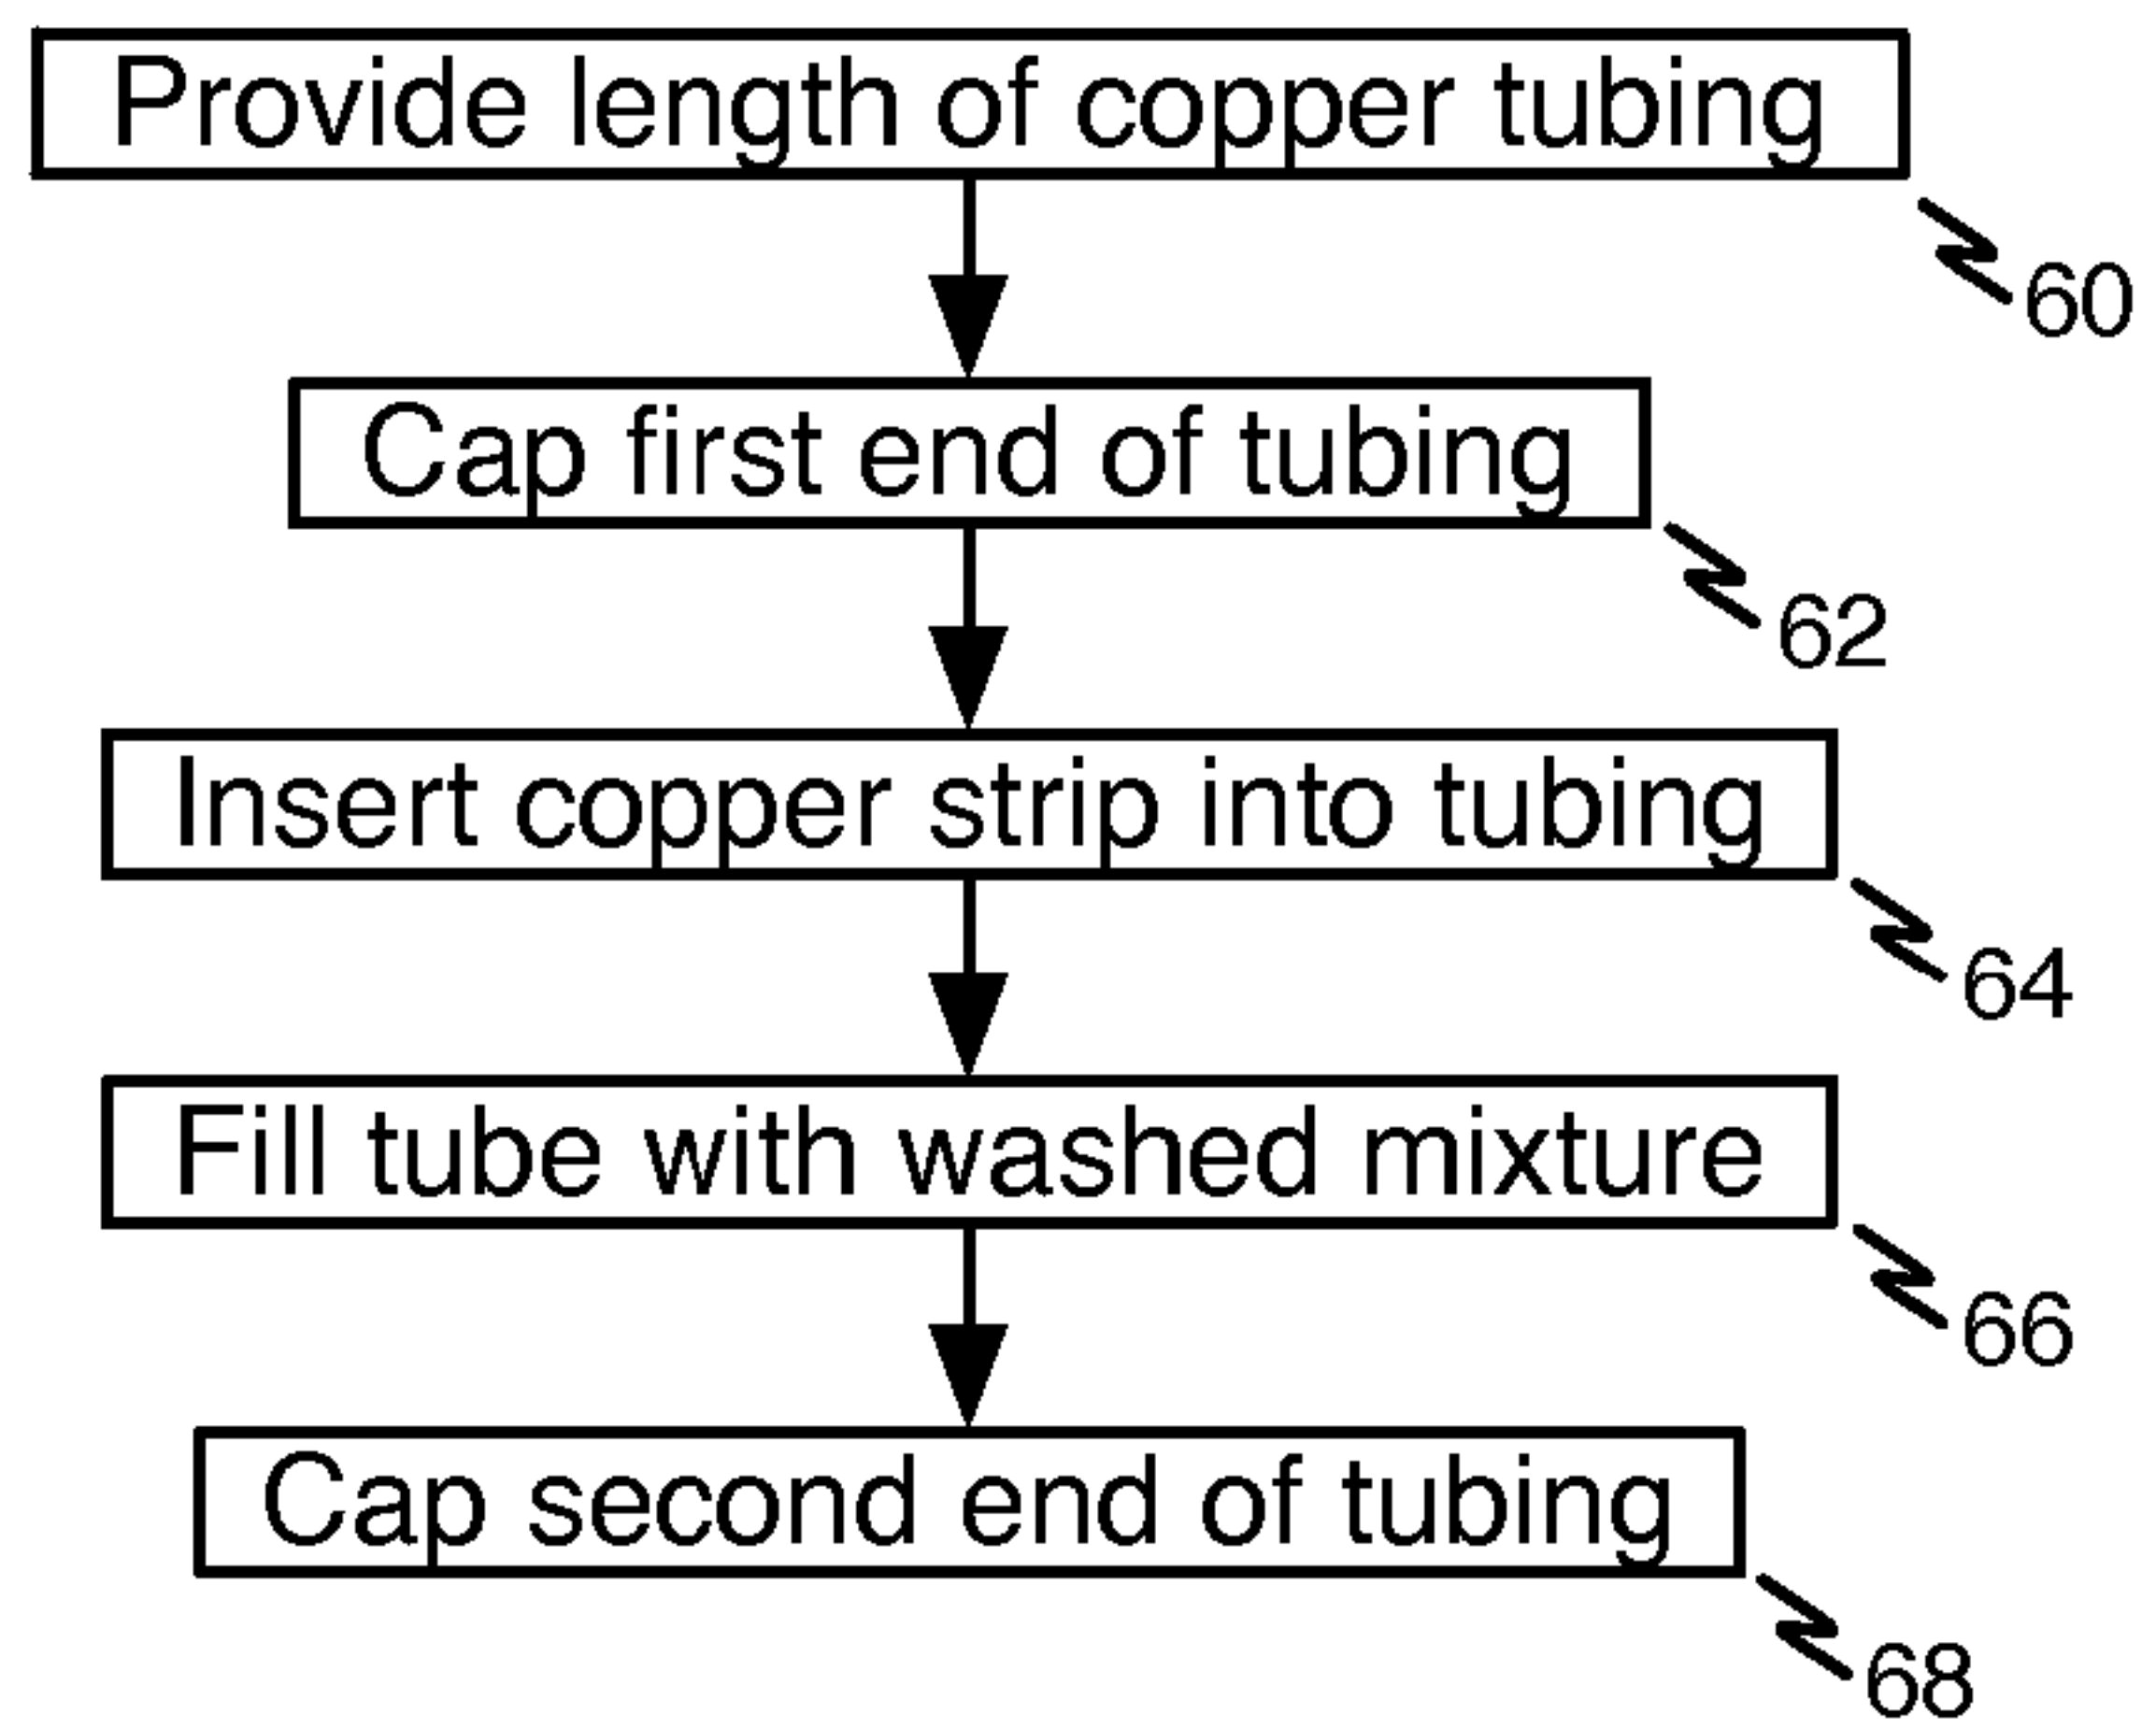 Provide length of copper tubing
60
Cap first end of tubing
62
Insert copper strip into tubing
64
Fill tube with washed mixture
66
Cap second end of tubing
68